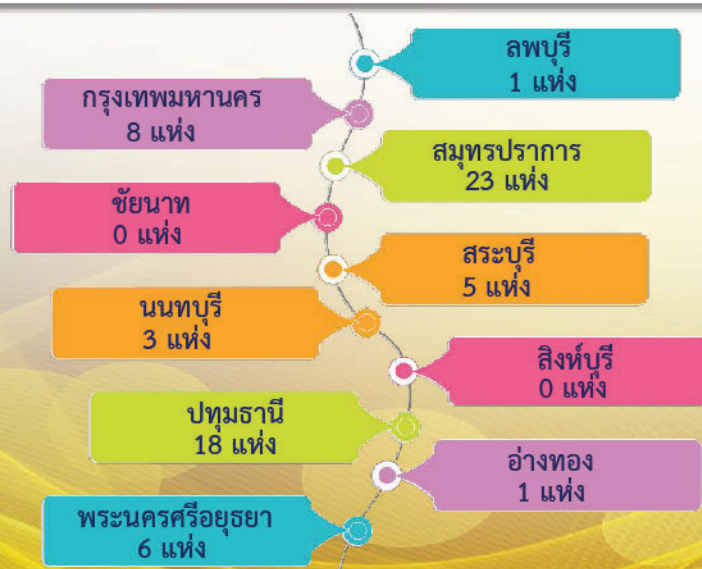 ลพบุรี
1 แห่ง
กรุงเทพมหานคร
8 แห่ง
สมุทรปราการ
23 แห่ง
ชัยนาท
0 แห่ง
สระบุรี
5 แห่ง
นนทบุรี
3 แห่ง
สิงห์บุรี
0 แห่ง
ปทุมธานี
18 แห่ง
อ่างทอง
1 แห่ง
พระนครศรีอยุธยา
6 แห่ง